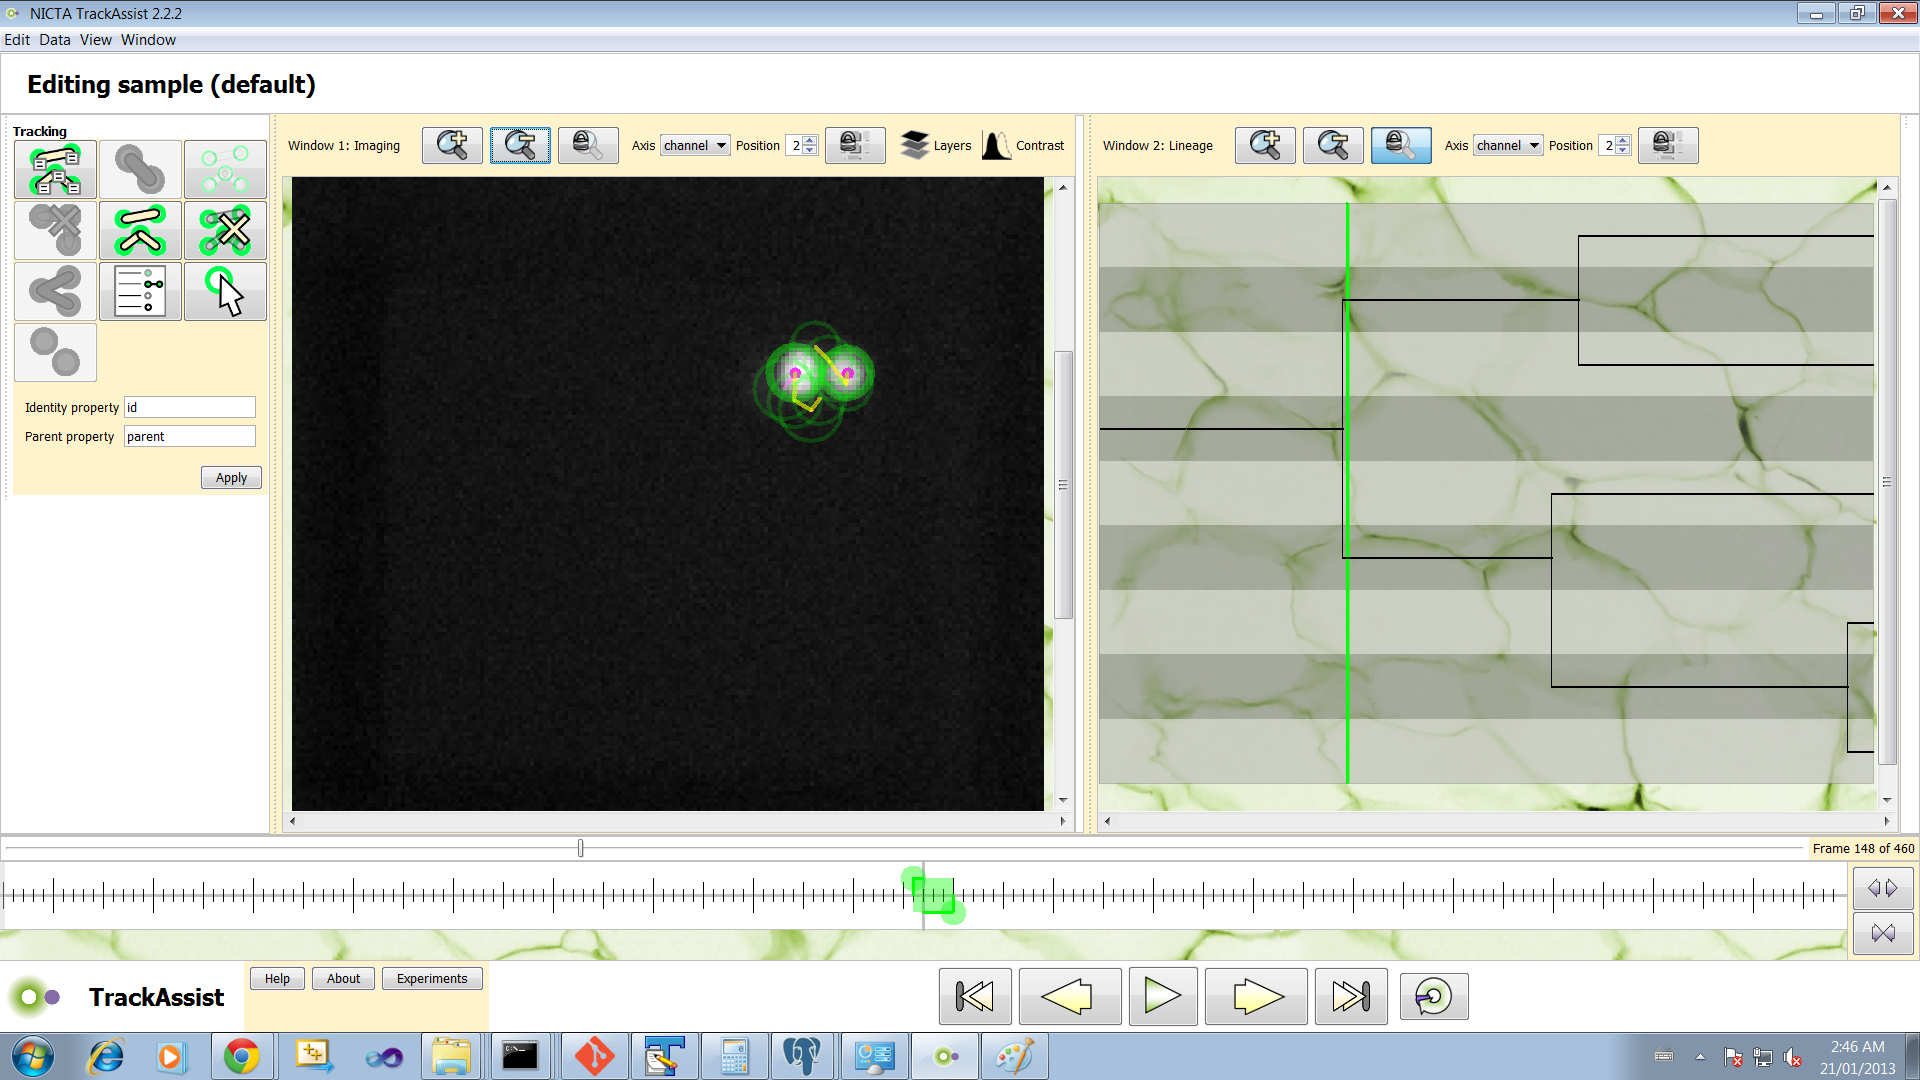 NICTA TrackAssist 2.2.2
Edit Data View Window
Editing sample (default)
Tracking
Window 1: Imaging Axis channel Position 2 Layers Contrast
Window 2: Lineage Axis channel Position 2
Identity property id
Parent property parent
Apply
Frame 148 of 460
TrackAssist
Help About Experiments
2:46 AM
21/01/2013